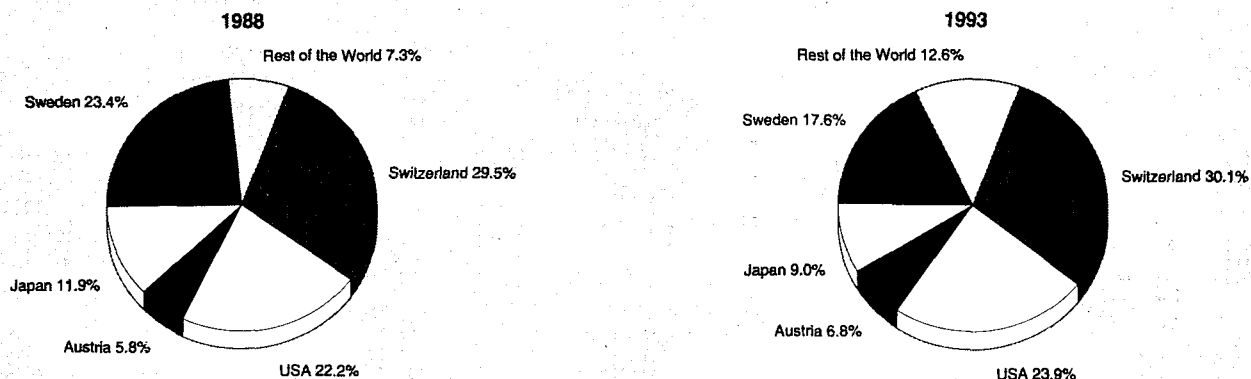 1988
Rest of the World 7.3%
Sweden 23.4%
Switzerland 29.5%
Japan 11.9%
Austria 5.8%
USA 22.2%
1993
Rest of the World 12.6%
Sweden 17.6%
Switzerland 30.1%
Japan 9.0%
Austria 6.8%
USA 23.9%